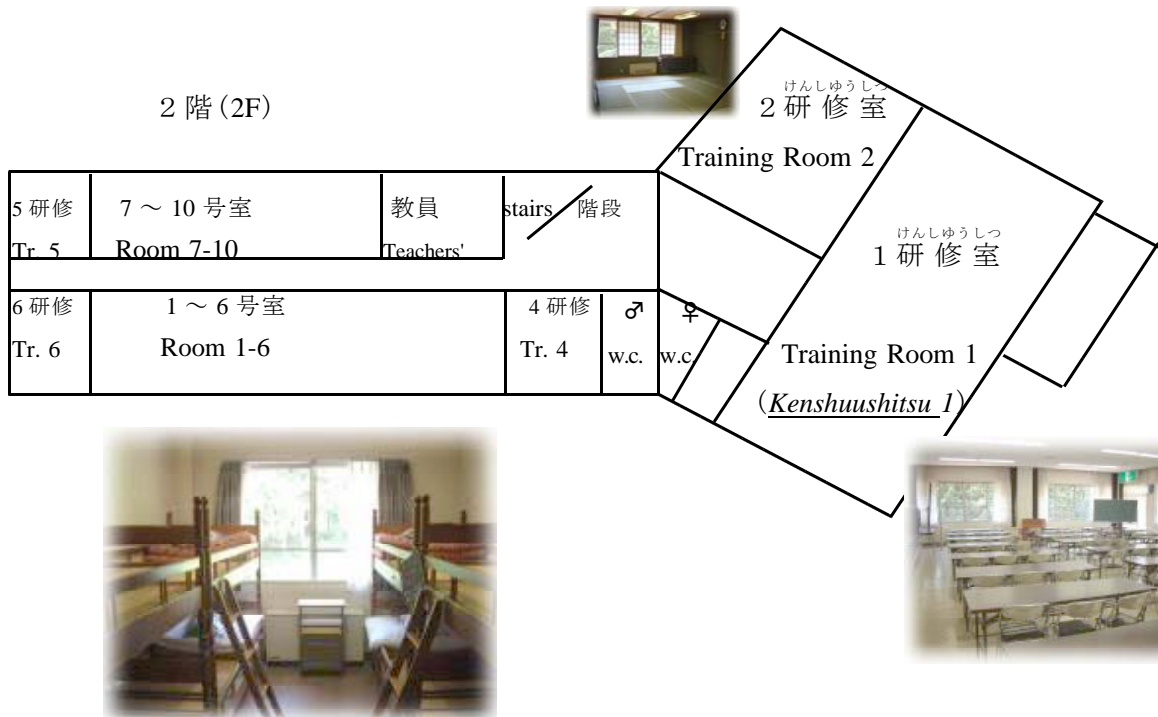 2 階 (2F)
けんしゆうしつ
2 研 修 室
Training Room 2
5 研修
Tr. 5
7 ～ 10 号室
Room 7-10
教員
Teachers'
stairs 階段
けんしゆうしつ
1 研 修 室
Training Room 1
(Kenshuushitsu 1)
6 研修
Tr. 6
1 ～ 6 号室
Room 1-6
4 研修
Tr. 4
♂
w.c.
♀
w.c.